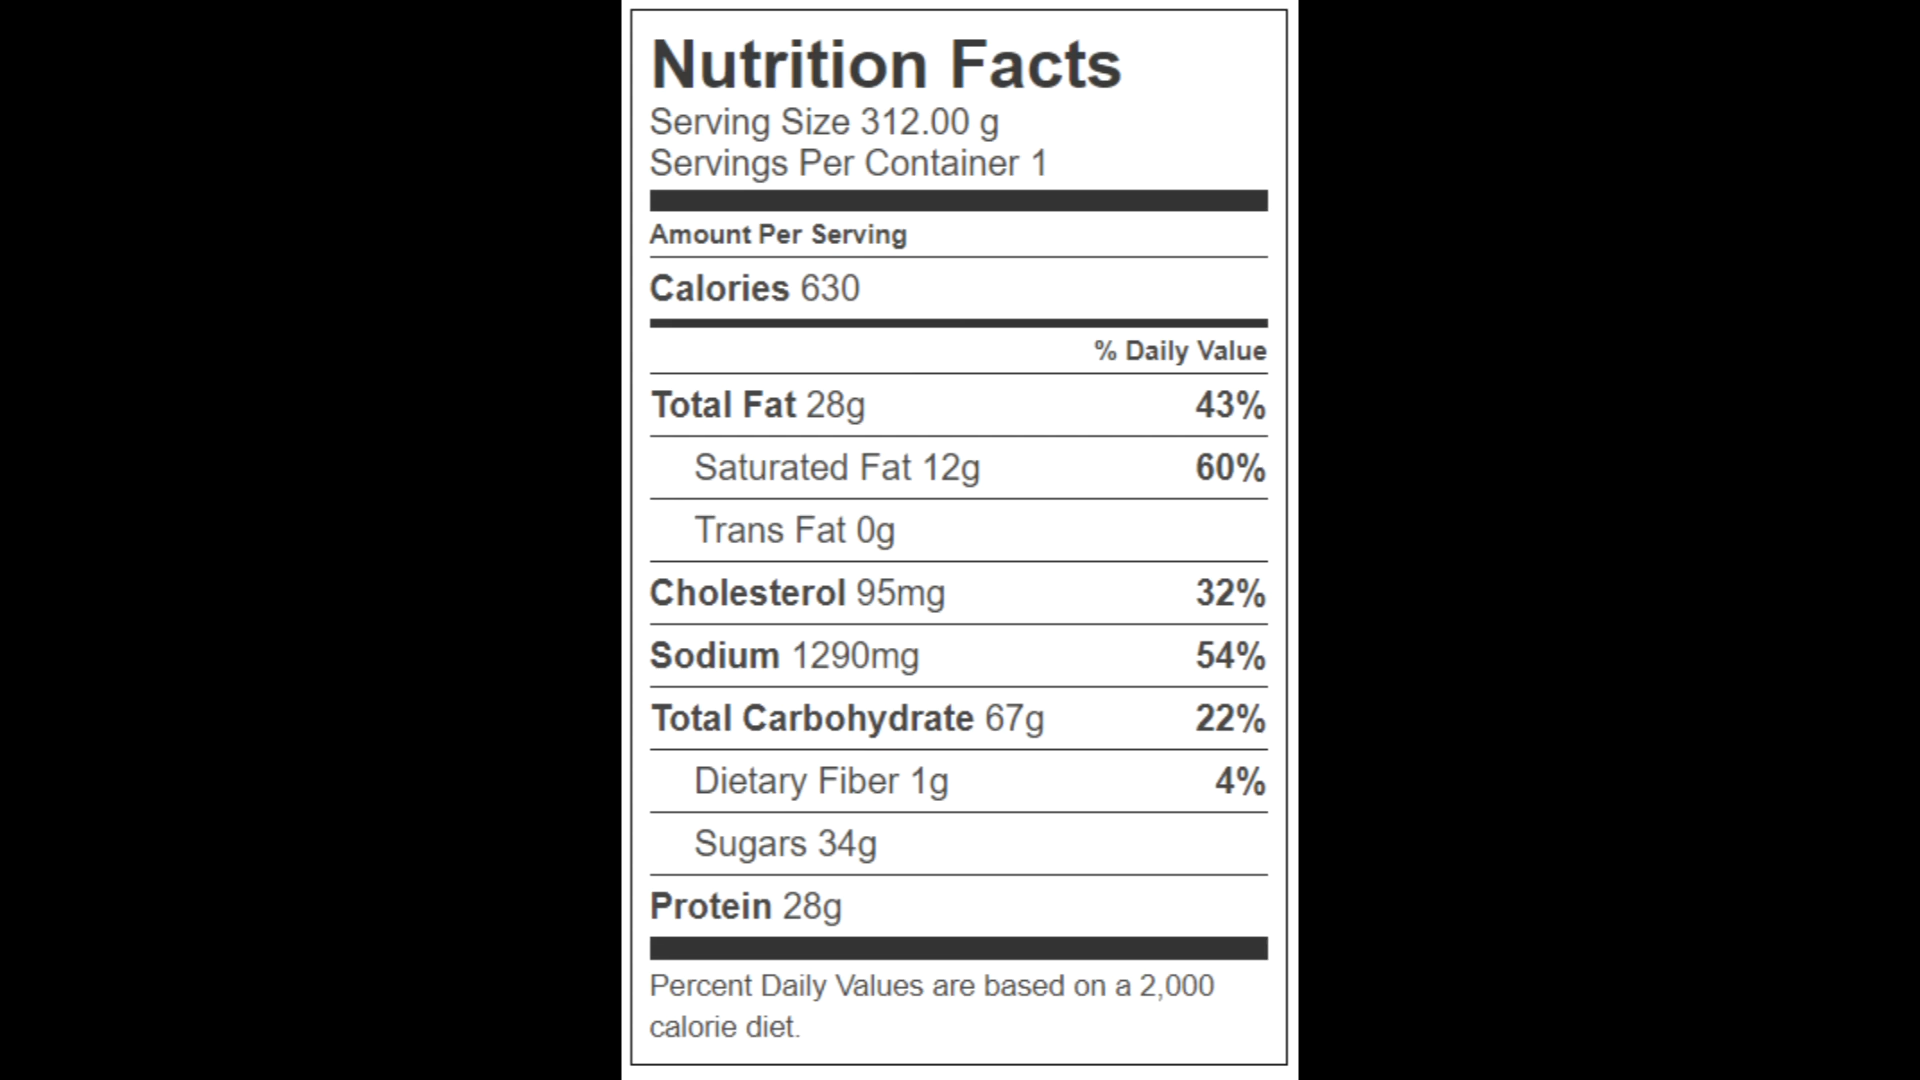 Nutrition Facts
Serving Size 312.00 g
Servings Per Container 1
Amount Per Serving
Calories 630
% Daily Value
Total Fat 28g 43%
Saturated Fat 12g 60%
Trans Fat 0g
Cholesterol 95mg 32%
Sodium 1290mg 54%
Total Carbohydrate 67g 22%
Dietary Fiber 1g 4%
Sugars 34g
Protein 28g
Percent Daily Values are based on a 2,000
calorie diet.